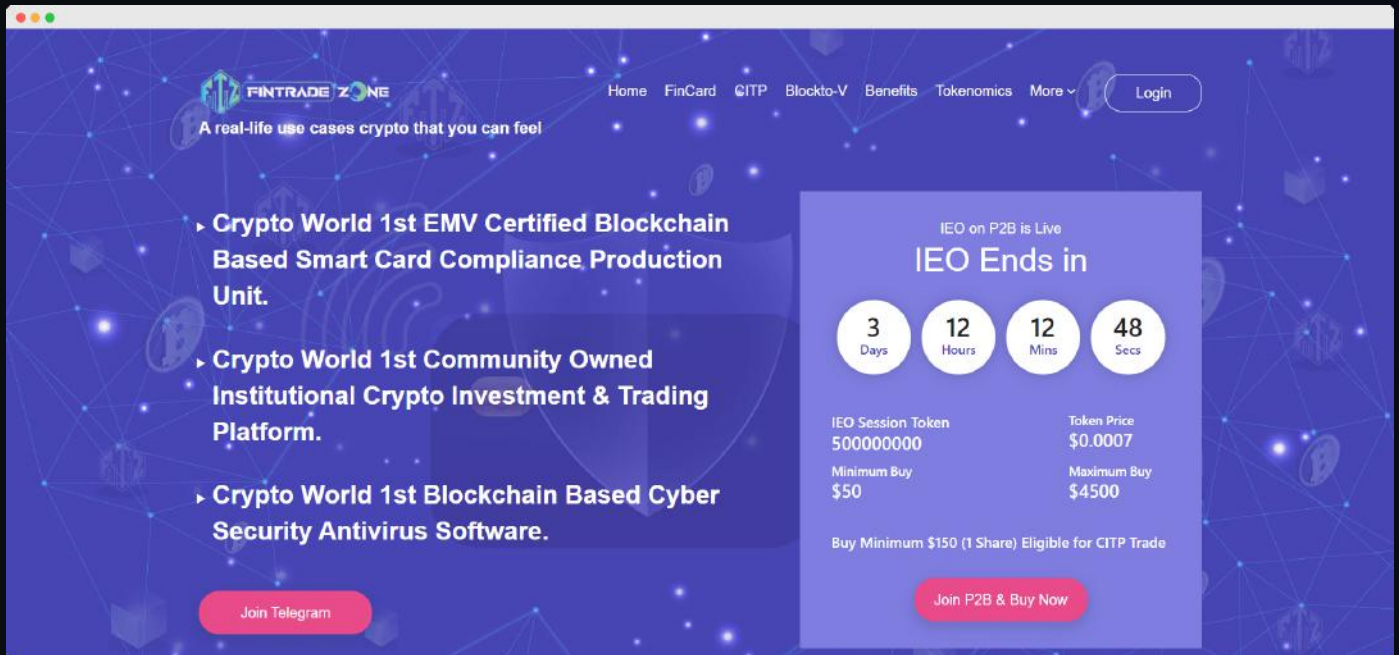 FTZ FINTRADE ZONE
A real-life use cases crypto that you can feel
Home FinCard CITP Blockto-V Benefits Tokenomics More Login
Crypto World 1st EMV Certified Blockchain
Based Smart Card Compliance Production
Unit.
Crypto World 1st Community Owned
Institutional Crypto Investment & Trading
Platform.
Crypto World 1st Blockchain Based Cyber
Security Antivirus Software.
Join Telegram
IEO on P2B is Live
IEO Ends in
3 12 12 48
Days Hours Mins Secs
IEO Session Token Token Price
500000000 $0.0007
Minimum Buy Maximum Buy
$50 $4500
Buy Minimum $150 (1 Share) Eligible for CITP Trade
Join P2B & Buy Now